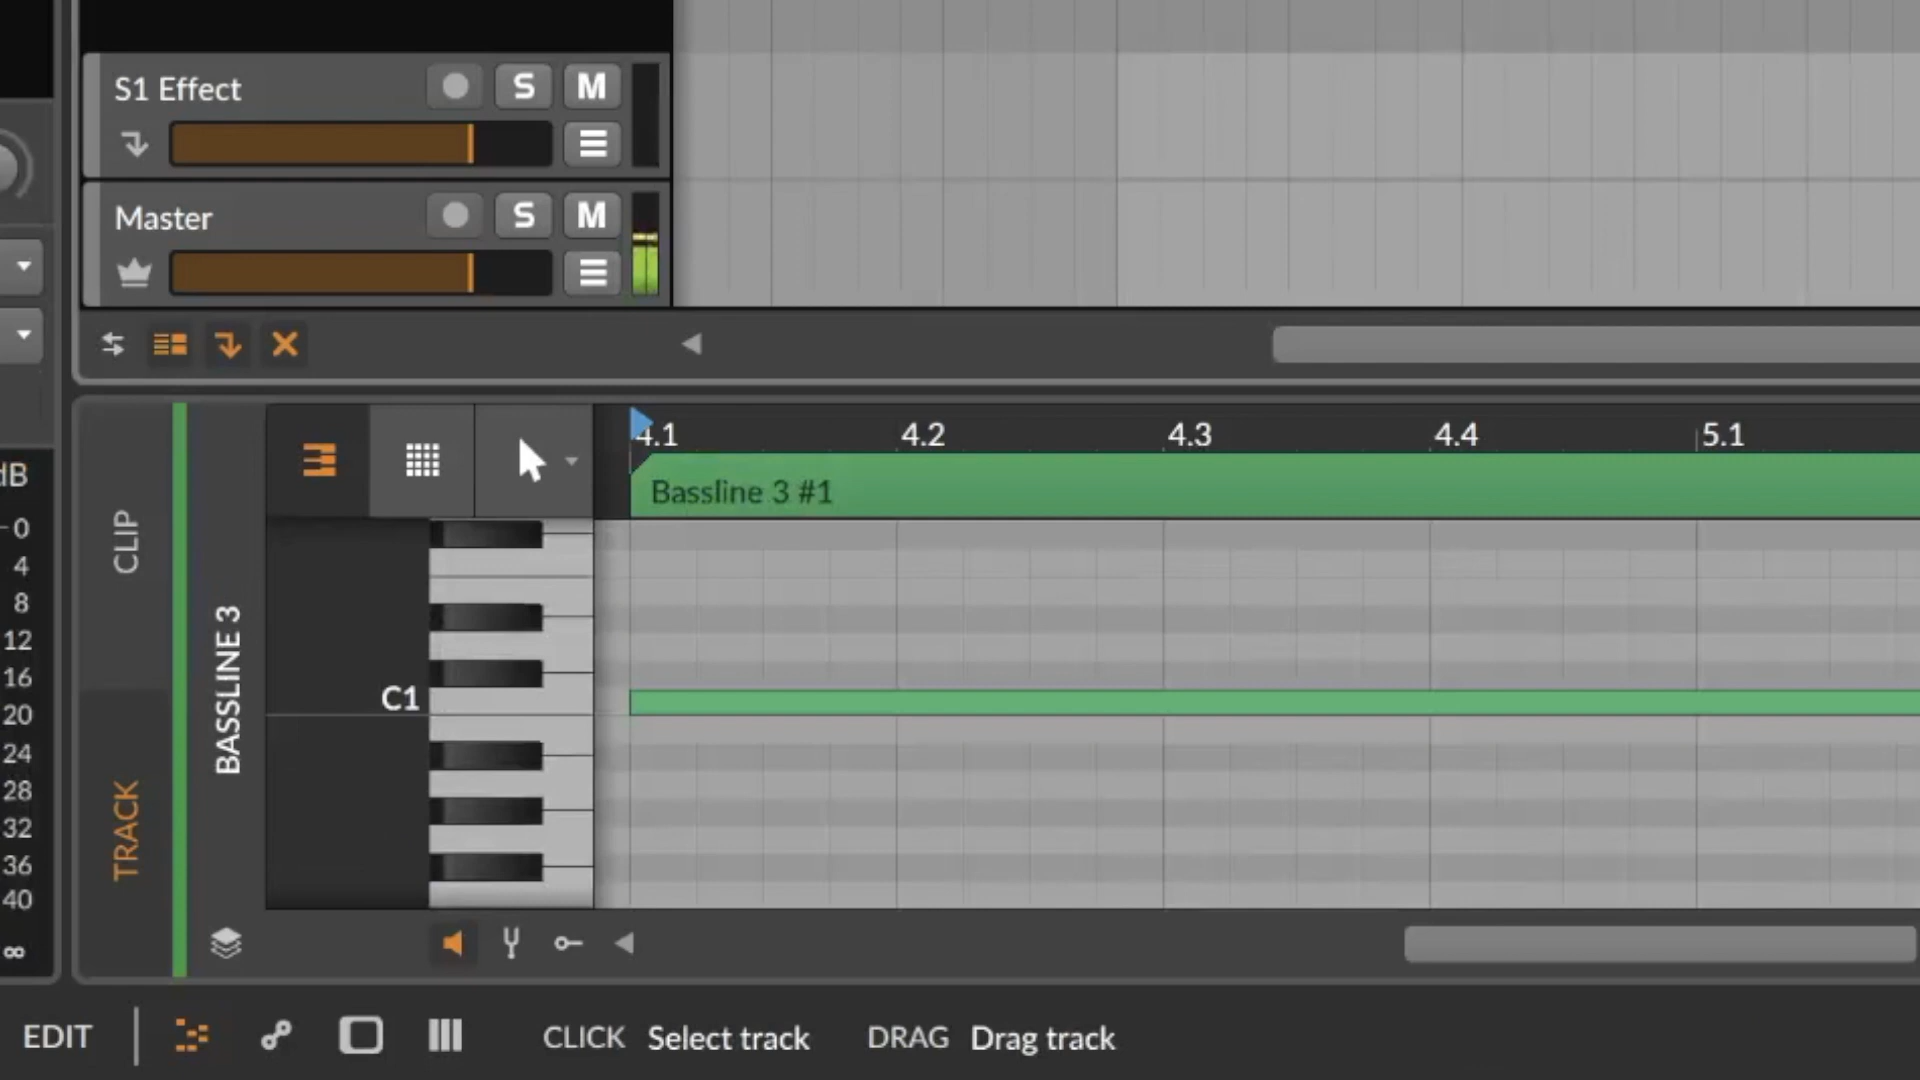 S1 Effect
S M
Master
S M
4.1 4.2 4.3 4.4 5.1
Bassline 3 #1
dB
0
4
8
12
16
20
24
28
32
36
40
∞
CLIP
TRACK
BASSLINE 3
C1
EDIT
CLICK Select track DRAG Drag track